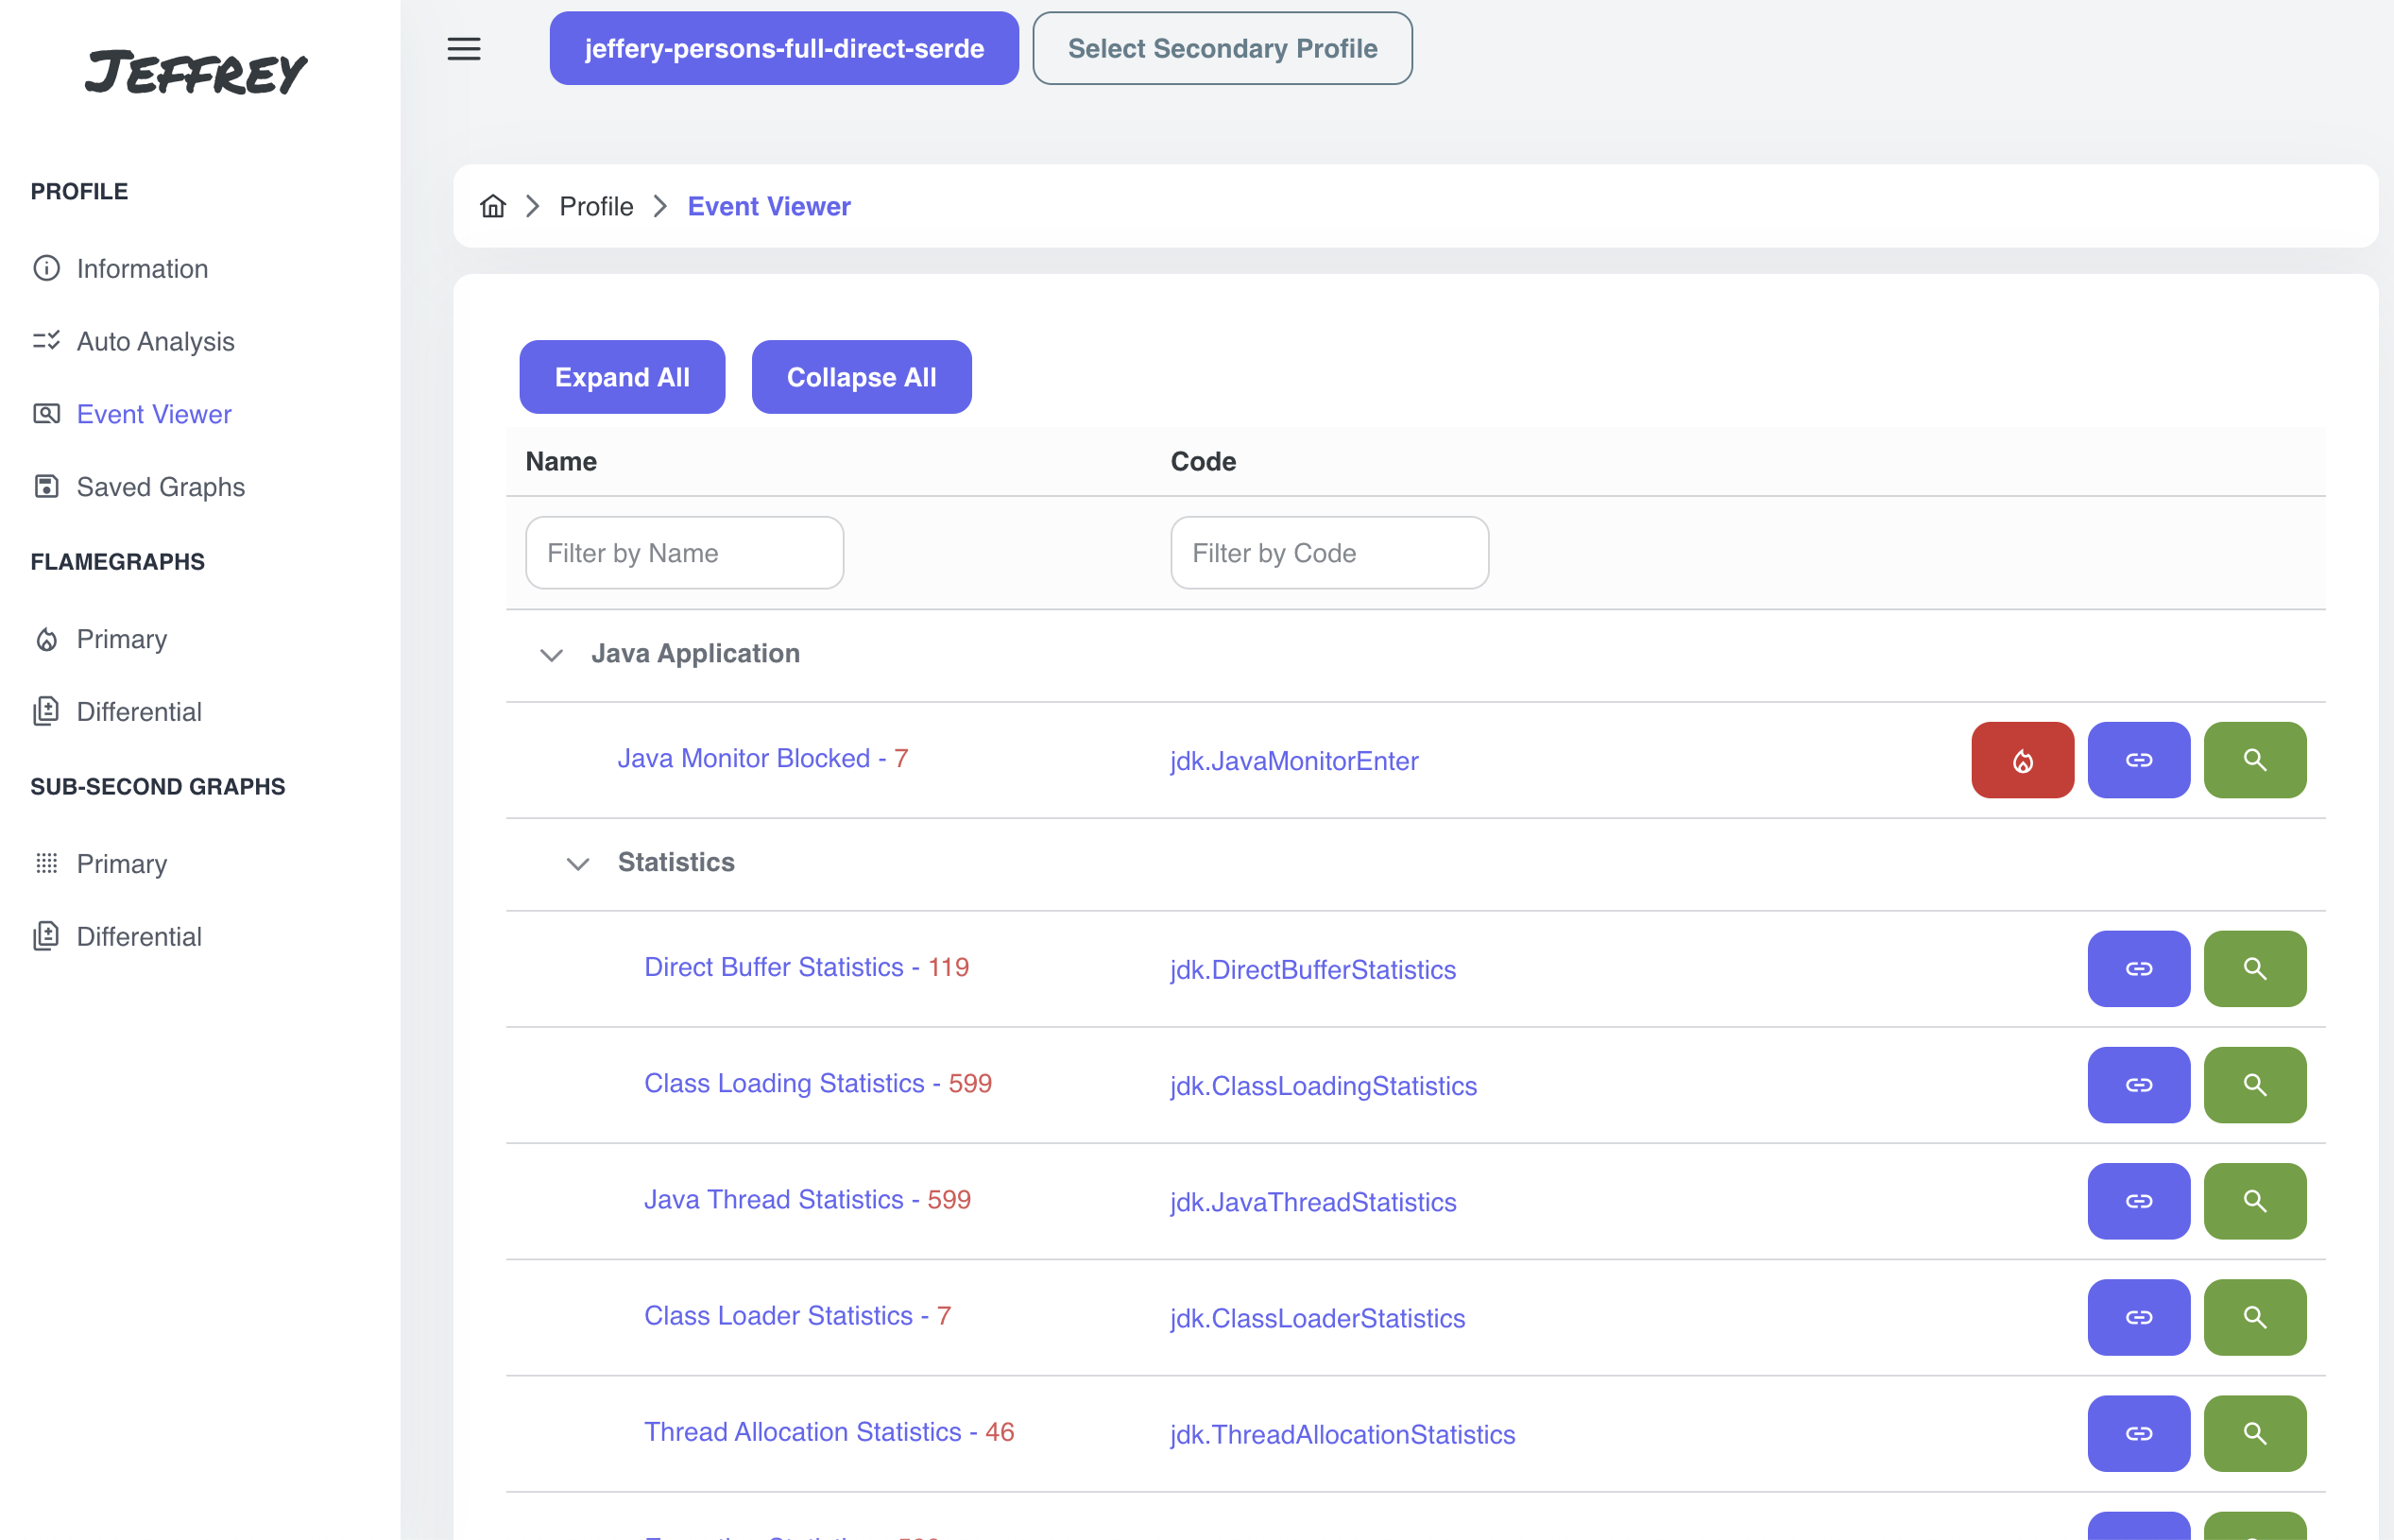 JEFFREY
jeffery-persons-full-direct-serde
Select Secondary Profile
PROFILE
Information
Auto Analysis
Event Viewer
Saved Graphs
FLAMEGRAPHS
Primary
Differential
SUB-SECOND GRAPHS
Primary
Differential
Profile
Event Viewer
Expand All
Collapse All
Name Code
Filter by Name Filter by Code
Java Application
Java Monitor Blocked - 7 jdk.JavaMonitorEnter
Statistics
Direct Buffer Statistics - 119 jdk.DirectBufferStatistics
Class Loading Statistics - 599 jdk.ClassLoadingStatistics
Java Thread Statistics - 599 jdk.JavaThreadStatistics
Class Loader Statistics - 7 jdk.ClassLoaderStatistics
Thread Allocation Statistics - 46 jdk.ThreadAllocationStatistics